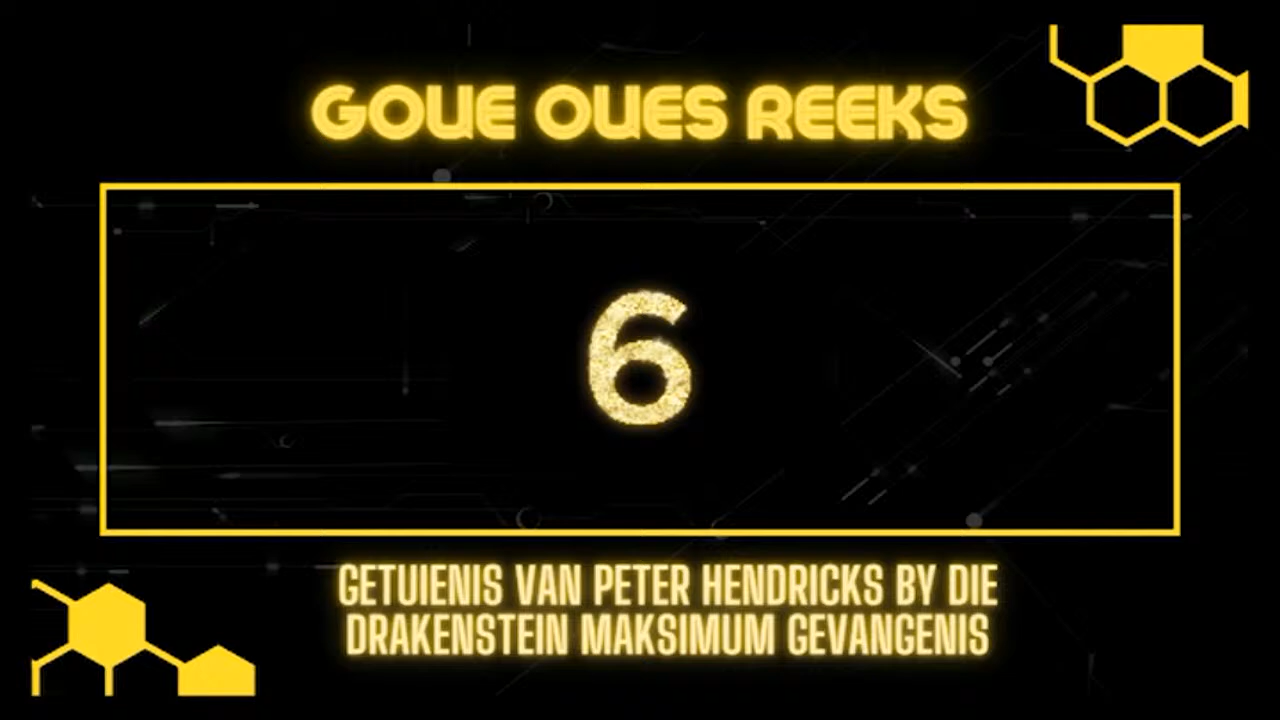 GOUE OUES REEKS
6
GETUIENIS VAN PETER HENDRICKS BY DIE
DRAKENSTEIN MAKSIMUM GEVANGENIS